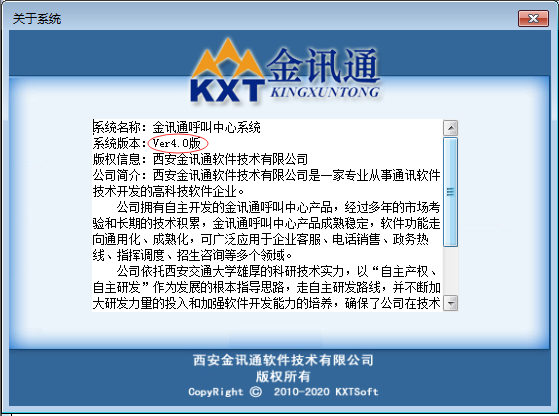 关于系统
金讯通
KXT
KINGXUNTONG
系统名称：金讯通呼叫中心系统
系统版本：Ver4.0版
版权信息：西安金讯通软件技术有限公司
公司简介：西安金讯通软件技术有限公司是一家专业从事通讯软件
技术开发的高科技软件企业。
公司拥有自主开发的金讯通呼叫中心产品，经过多年的市场考
验和长期的技术积累，金讯通呼叫中心产品成熟稳定，软件功能走
向通用化、成熟化，可广泛应用于企业客服、电话销售、政务热
线、指挥调度、招生咨询等多个领域。
公司依托西安交通大学雄厚的科研技术实力，以“自主产权、
自主研发”作为发展的根本指导思路，走自主研发路线，并不断加
大研发力量的投入和加强软件开发能力的培养，确保了公司在技术
西安金讯通软件技术有限公司
版权所有
CopyRight © 2010-2020 KXTSoft